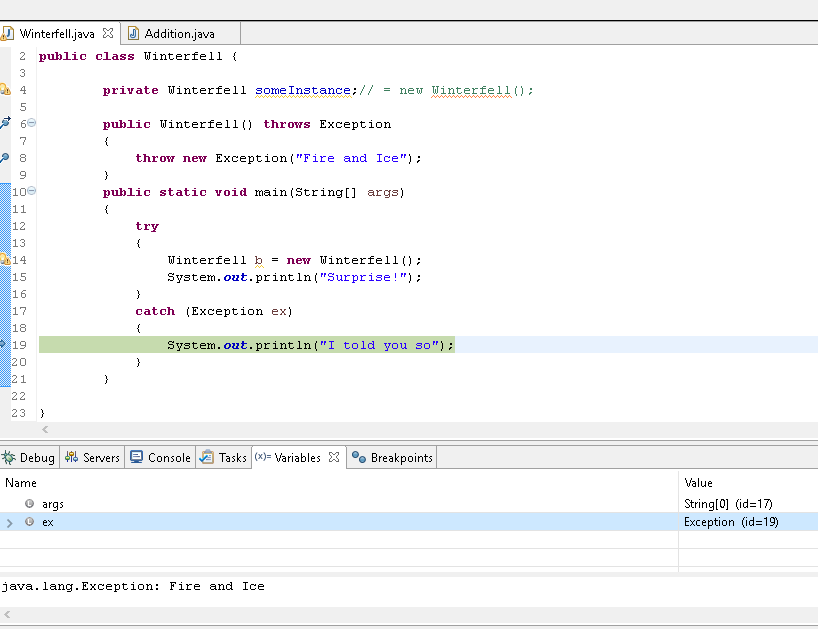 Winterfell.java Addition.java
2 public class Winterfell {
3
4 private Winterfell someInstance;// = new Winterfell();
5
6 public Winterfell() throws Exception
7 {
8 throw new Exception("Fire and Ice");
9 }
10 public static void main(String[] args)
11 {
12 try
13 {
14 Winterfell b = new Winterfell();
15 System.out.println("Surprise!");
16 }
17 catch (Exception ex)
18 {
19 System.out.println("I told you so");
20 }
21 }
22
23 }
Debug Servers Console Tasks (x)= Variables Breakpoints
Name Value
args String[0] (id=17)
ex Exception (id=19)
java.lang.Exception: Fire and Ice